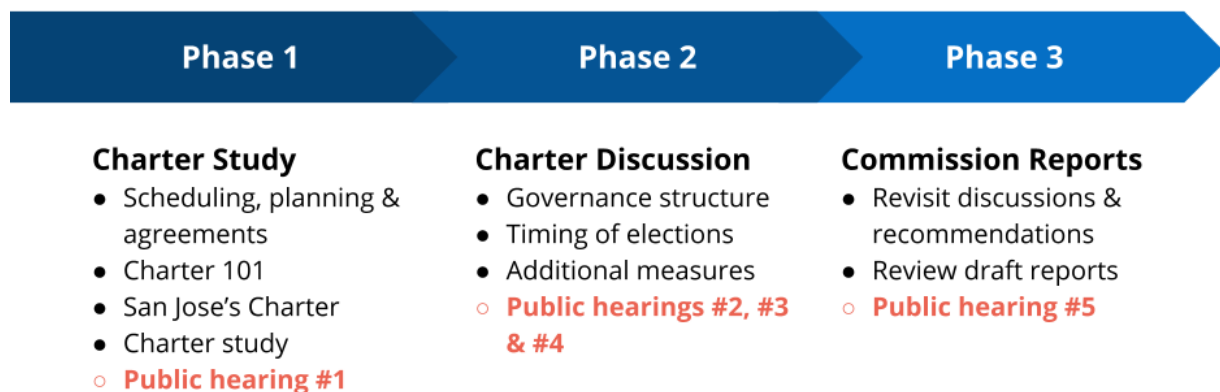 Phase 1
Phase 2
Phase 3
Charter Study
● Scheduling, planning &
agreements
● Charter 101
● San Jose’s Charter
● Charter study
○ Public hearing #1
Charter Discussion
● Governance structure
● Timing of elections
● Additional measures
○ Public hearings #2, #3
& #4
Commission Reports
● Revisit discussions &
recommendations
● Review draft reports
○ Public hearing #5